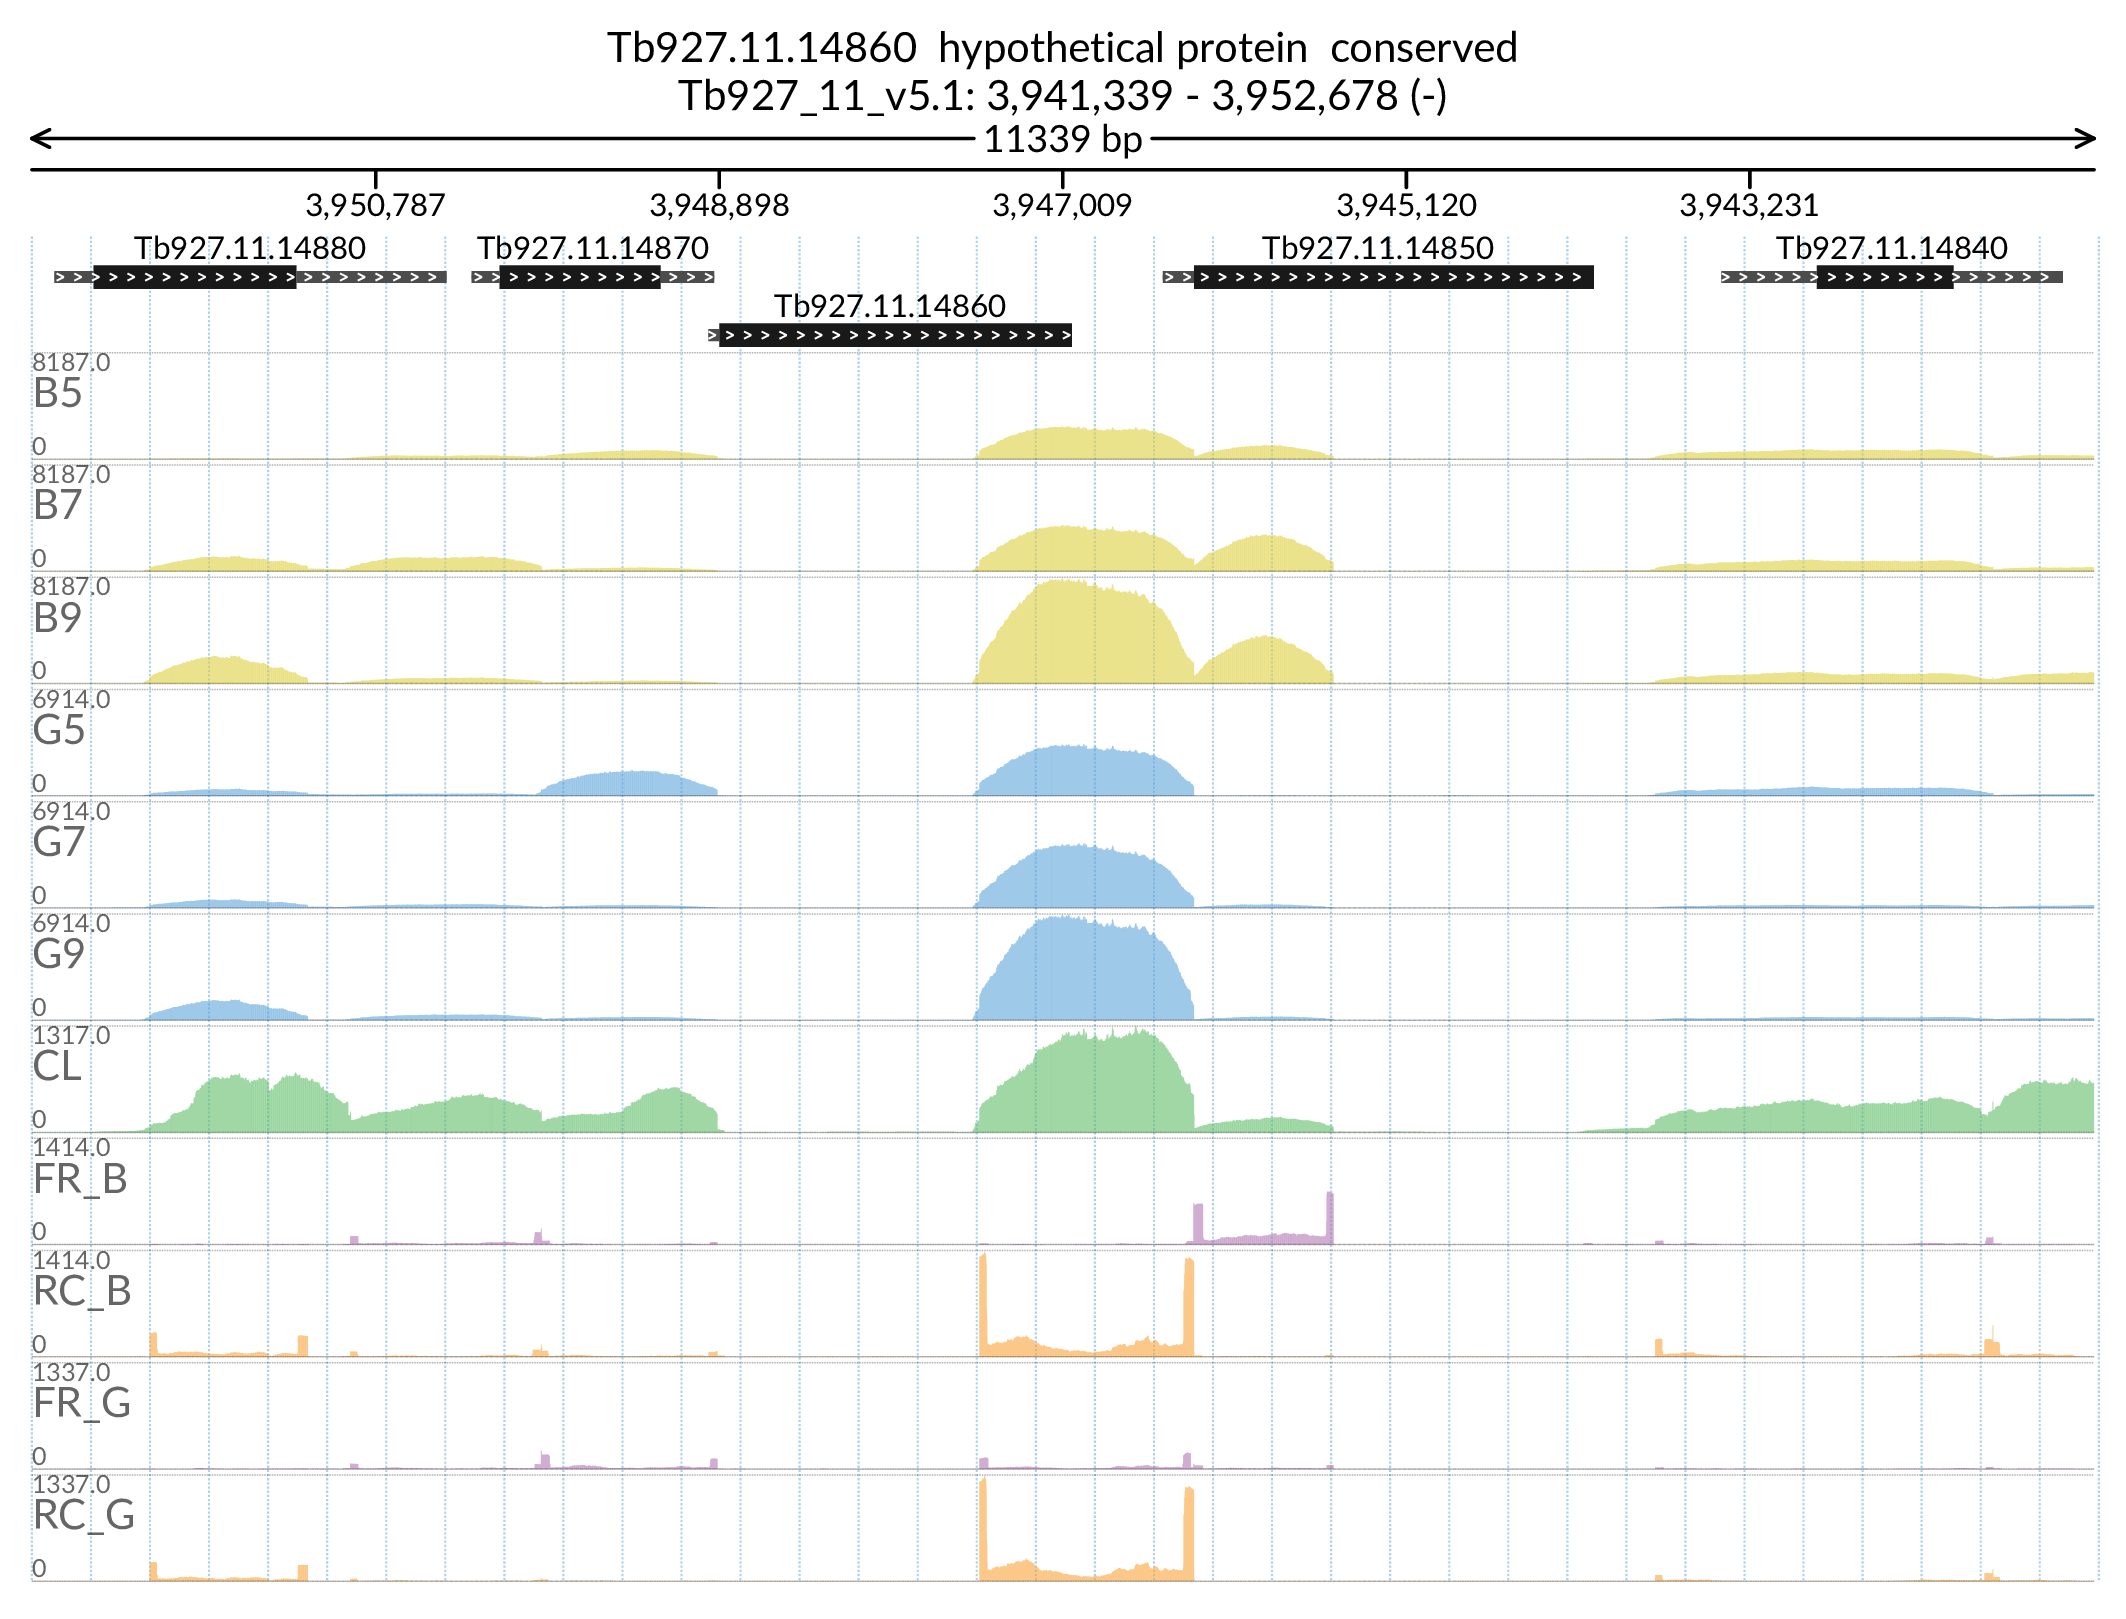 Tb927.11.14860  hypothetical protein  conserved
Tb927_11_v5.1: 3,941,339 - 3,952,678 (-)
11339 bp
3,950,787 3,948,898 3,947,009 3,945,120 3,943,231
Tb927.11.14880 Tb927.11.14870 Tb927.11.14850 Tb927.11.14840
Tb927.11.14860
8187.0
B5
0
8187.0
B7
0
8187.0
B9
0
6914.0
G5
0
6914.0
G7
0
6914.0
G9
0
1317.0
CL
0
1414.0
FR_B
0
1414.0
RC_B
0
1337.0
FR_G
0
1337.0
RC_G
0